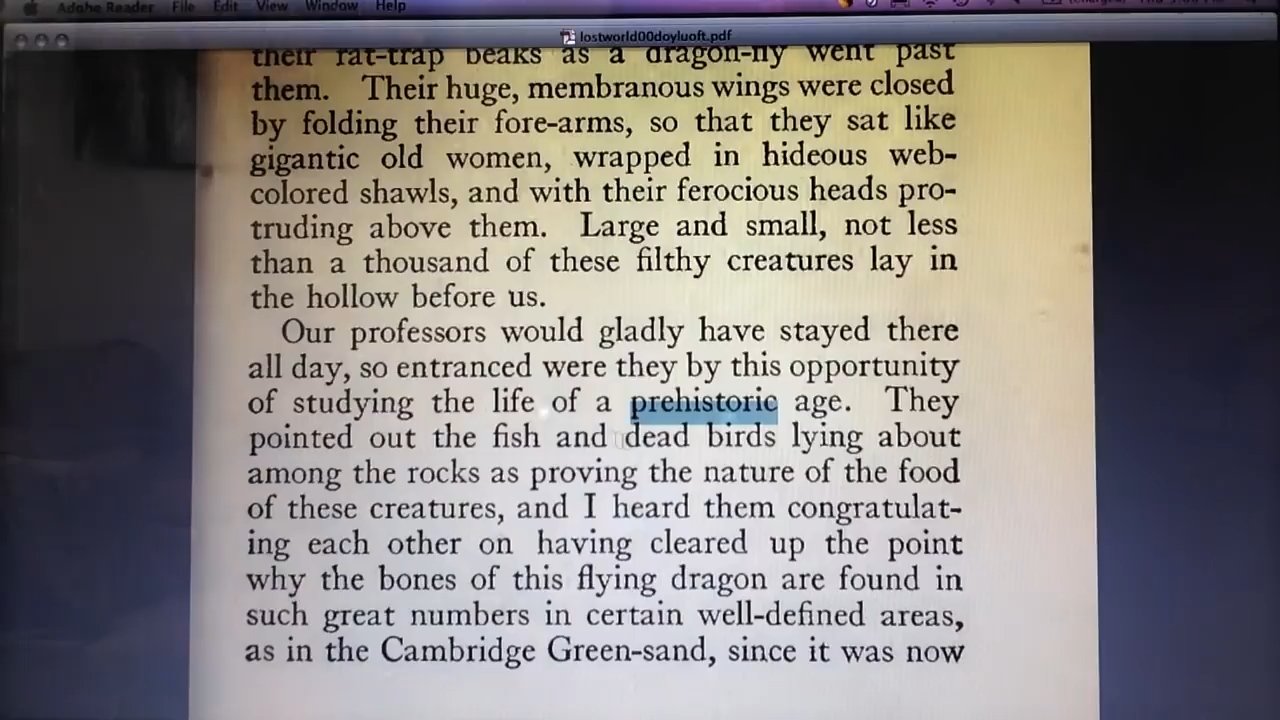 Adobe Reader File Edit View Window Help
lostworld00doyluoft.pdf
their rat-trap beaks as a dragon-fly went past
them. Their huge, membranous wings were closed
by folding their fore-arms, so that they sat like
gigantic old women, wrapped in hideous web-
colored shawls, and with their ferocious heads pro-
truding above them. Large and small, not less
than a thousand of these filthy creatures lay in
the hollow before us.
Our professors would gladly have stayed there
all day, so entranced were they by this opportunity
of studying the life of a prehistoric age. They
pointed out the fish and dead birds lying about
among the rocks as proving the nature of the food
of these creatures, and I heard them congratulat-
ing each other on having cleared up the point
why the bones of this flying dragon are found in
such great numbers in certain well-defined areas,
as in the Cambridge Green-sand, since it was now